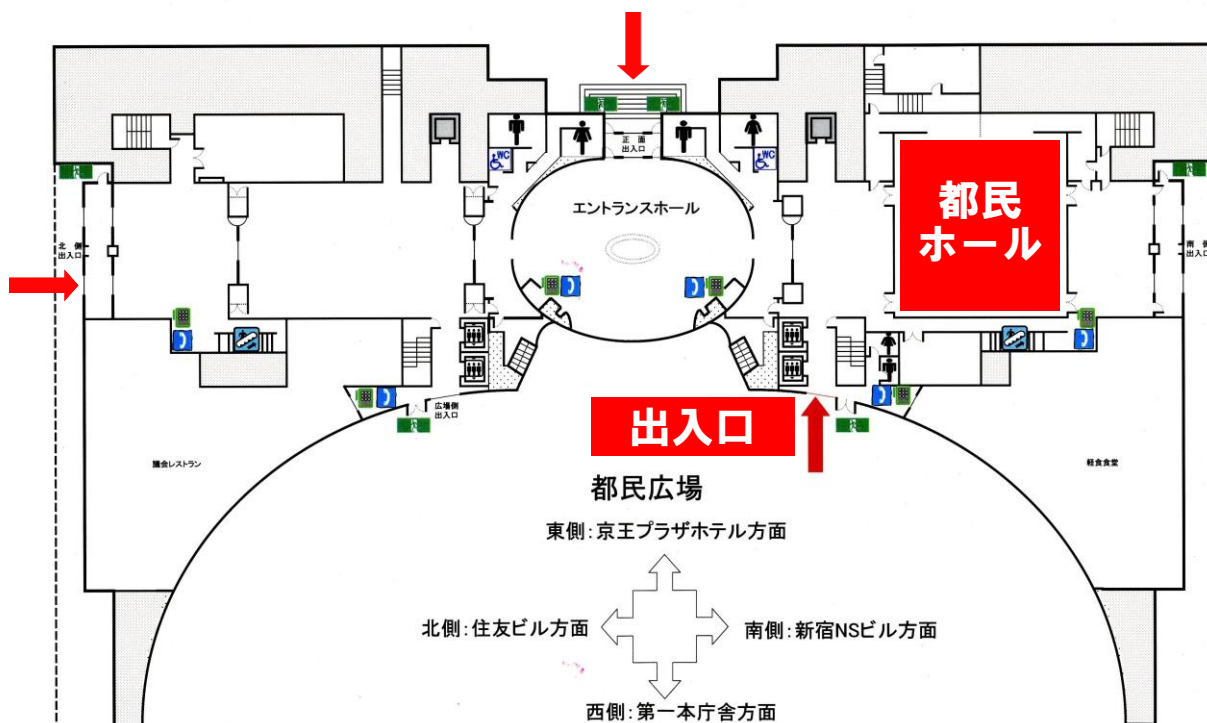 正面
出入口
WC
WC
エントランスホール
都民
ホール
北側
出入口
南側
出入口
広場側
出入口
出入口
議会レストラン
軽食食堂
都民広場
東側:京王プラザホテル方面
北側:住友ビル方面
南側:新宿NSビル方面
西側:第一本庁舎方面